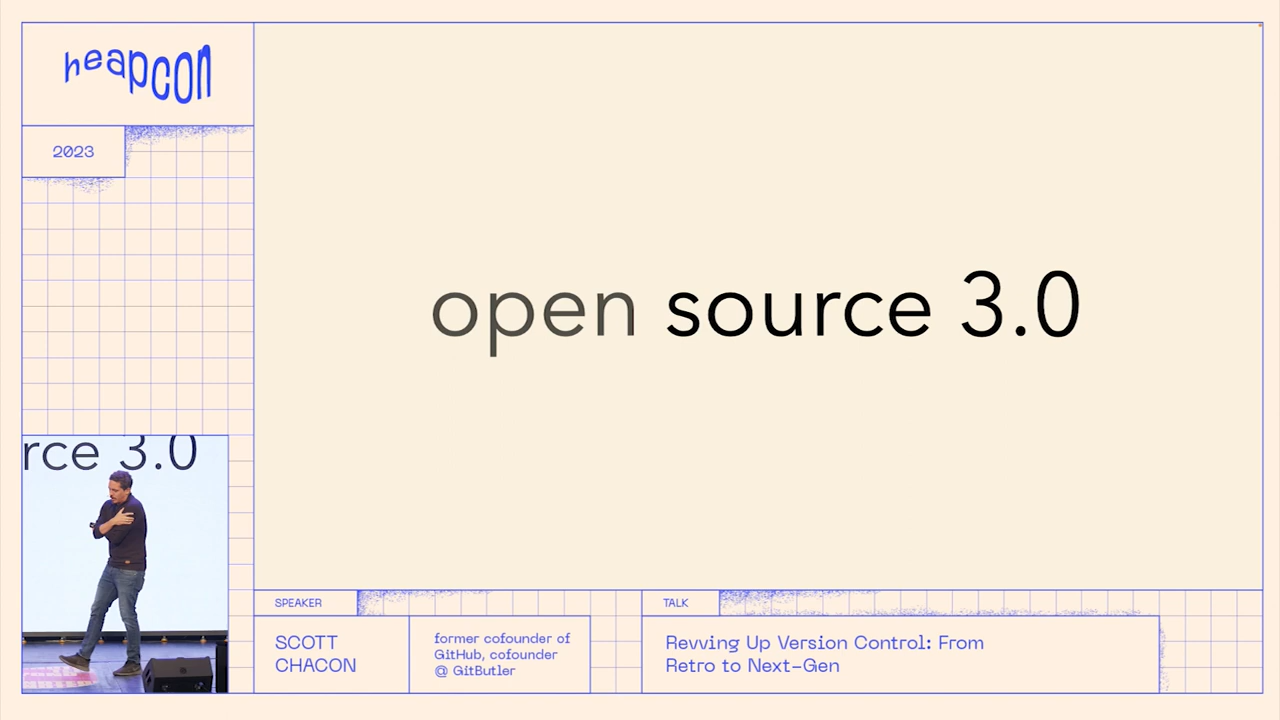 heapcon
2023
open source 3.0
rce 3.0
SPEAKER
SCOTT
CHACON
former cofounder of
GitHub, cofounder
@ GitButler
TALK
Revving Up Version Control: From
Retro to Next-Gen